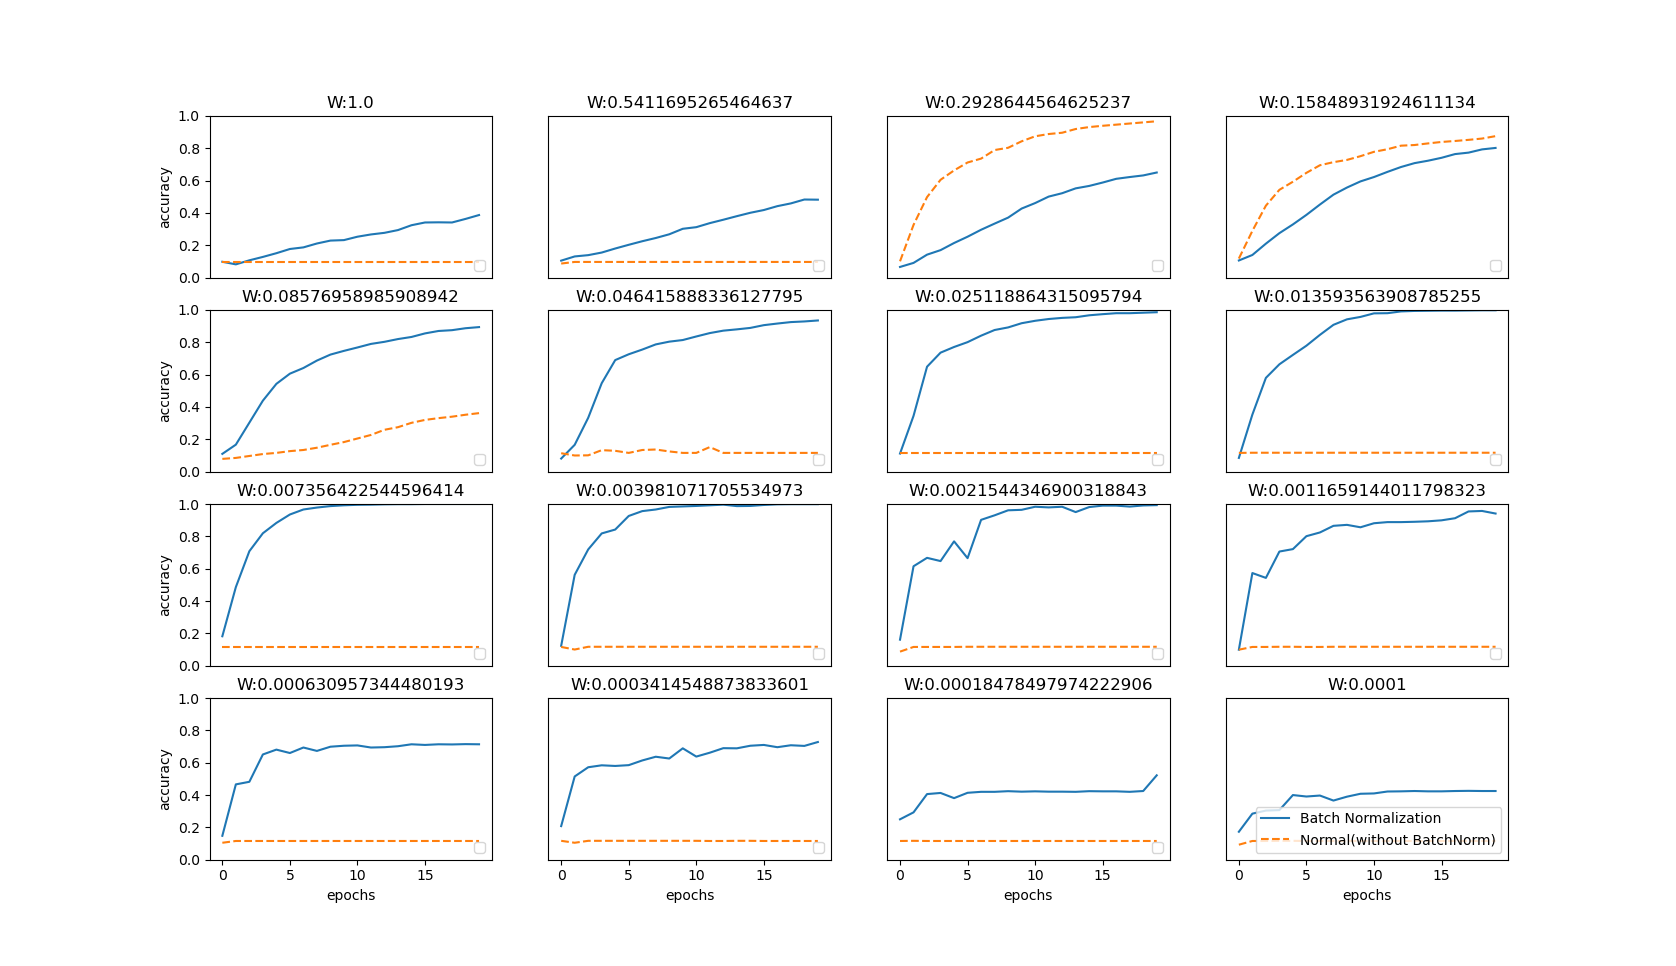 W:1.0
W:0.5411695265464637
W:0.2928644564625237
W:0.15848931924611134
1.0
0.8
0.6
0.4
0.2
0.0
accuracy
W:0.08576958985908942
W:0.046415888336127795
W:0.025118864315095794
W:0.013593563908785255
1.0
0.8
0.6
0.4
0.2
0.0
accuracy
W:0.007356422544596414
W:0.003981071705534973
W:0.0021544346900318843
W:0.0011659144011798323
1.0
0.8
0.6
0.4
0.2
0.0
accuracy
W:0.000630957344480193
W:0.0003414548873833601
W:0.00018478497974222906
W:0.0001
1.0
0.8
0.6
0.4
0.2
0.0
accuracy
Batch Normalization
Normal(without BatchNorm)
0 5 10 15
0 5 10 15
0 5 10 15
0 5 10 15
epochs
epochs
epochs
epochs